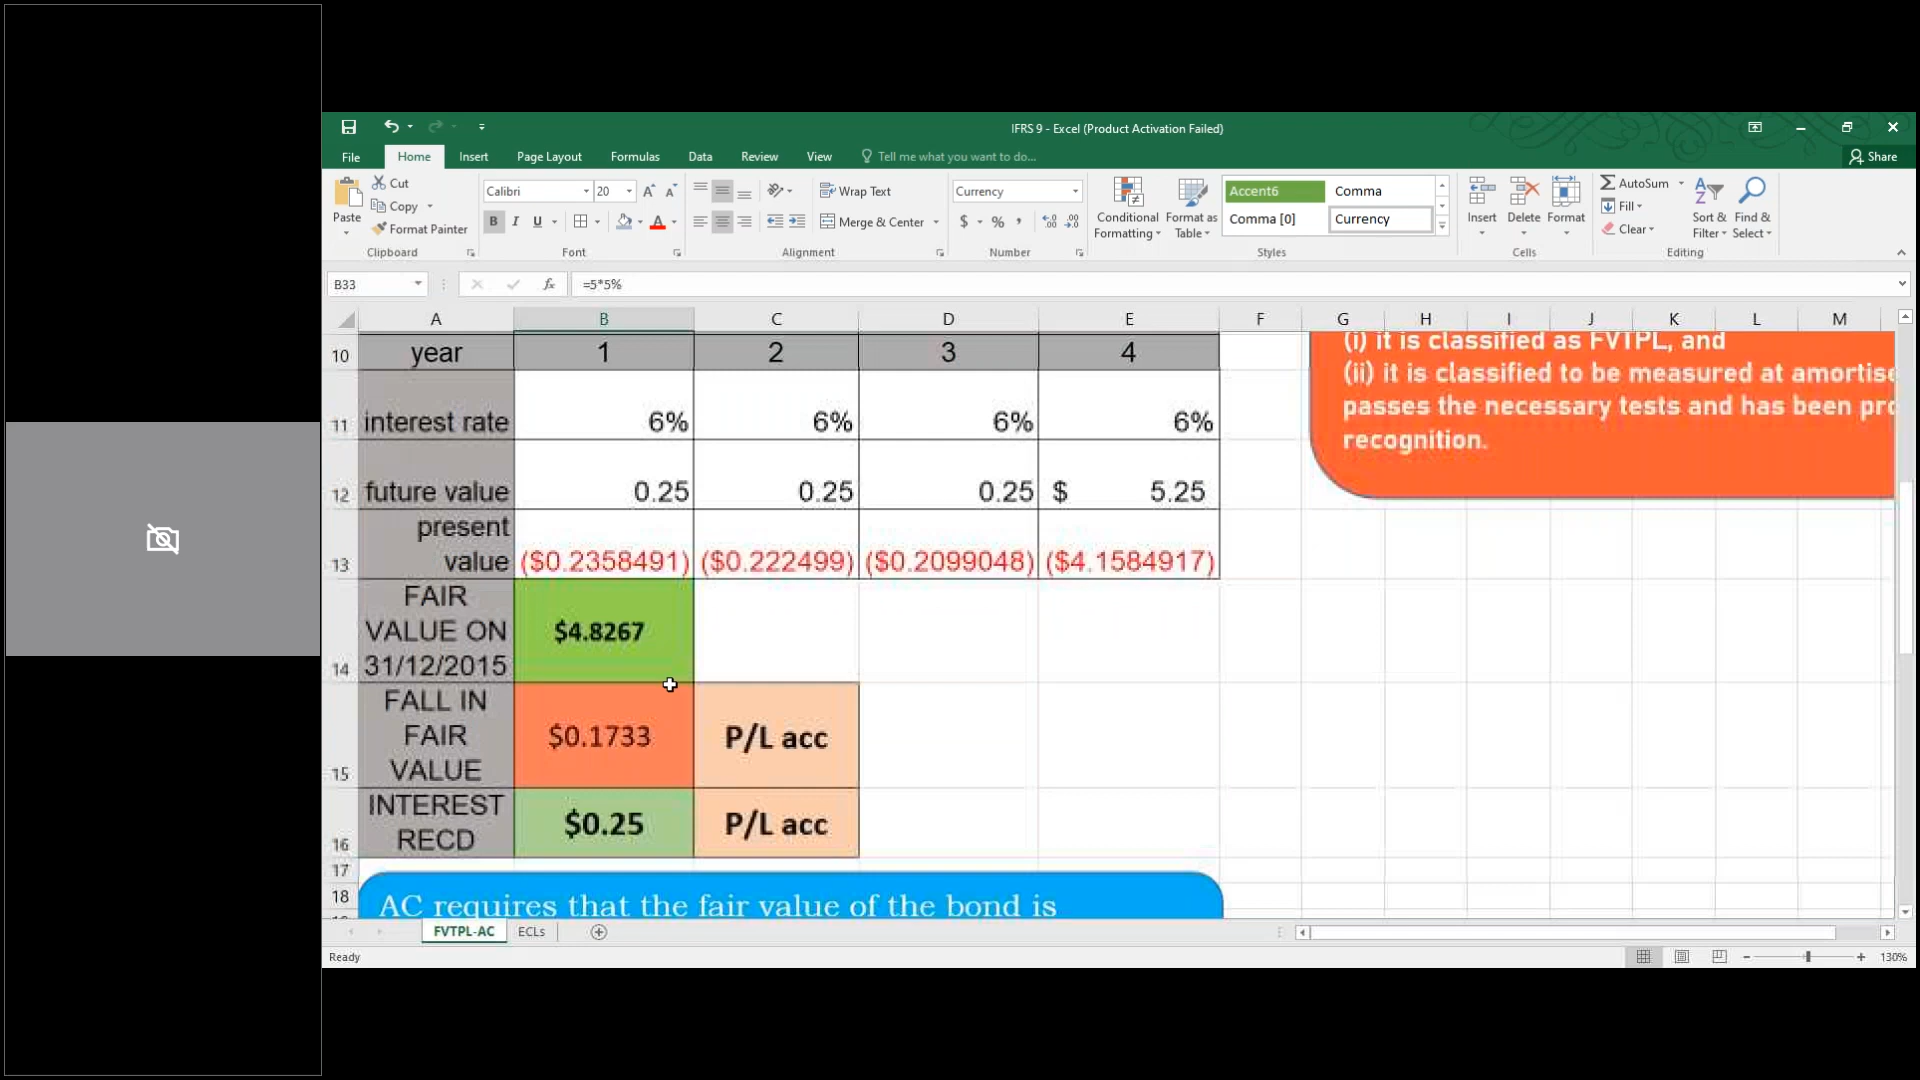 IFRS 9 - Excel (Product Activation Failed)
File Home Insert Page Layout Formulas Data Review View Tell me what you want to do... Share
Paste
Cut
Copy
Format Painter
Clipboard
Calibri 20
B I U
Font
Wrap Text
Merge & Center
Alignment
Currency
$ % ,
Number
Conditional Formatting
Format as Table
Accent6 Comma
Comma [0] Currency
Styles
Insert Delete Format
Cells
AutoSum
Fill
Clear
Sort & Filter
Find & Select
Editing
B33 fx =5*5%
A B C D E F G H I J K L M
10 year 1 2 3 4
11 interest rate 6% 6% 6% 6%
12 future value 0.25 0.25 0.25 $ 5.25
present
13 value ($0.2358491) ($0.222499) ($0.2099048) ($4.1584917)
FAIR
VALUE ON $4.8267
14 31/12/2015
FALL IN
FAIR $0.1733 P/L acc
15 VALUE
INTEREST $0.25 P/L acc
16 RECD
17
18 AC requires that the fair value of the bond is
(i) it is classified as FVTPL, and
(ii) it is classified to be measured at amortise
passes the necessary tests and has been pro
recognition.
FVTPL-AC ECLs
Ready 130%